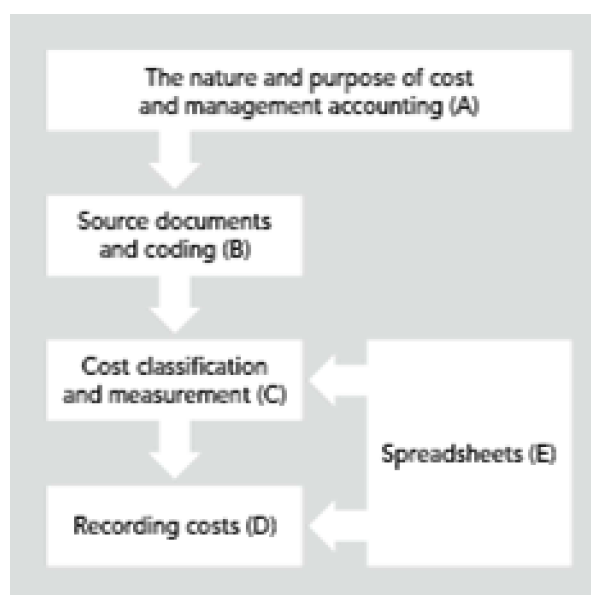 The nature and purpose of cost
and management accounting (A)
Source documents
and coding (B)
Cost classification
and measurement (C)
Spreadsheets (E)
Recording costs (D)